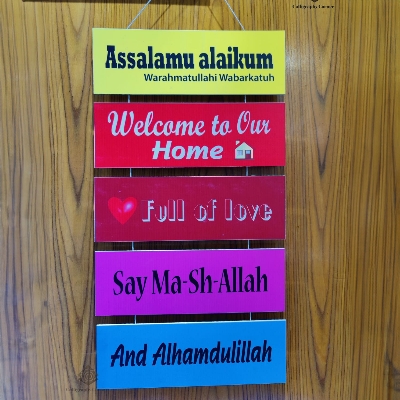 Assalamu alaikum
Warahmatullahi Wabarkatuh
Welcome to Our
Home
Full of love
Say Ma-Sh-Allah
And Alhamdulillah